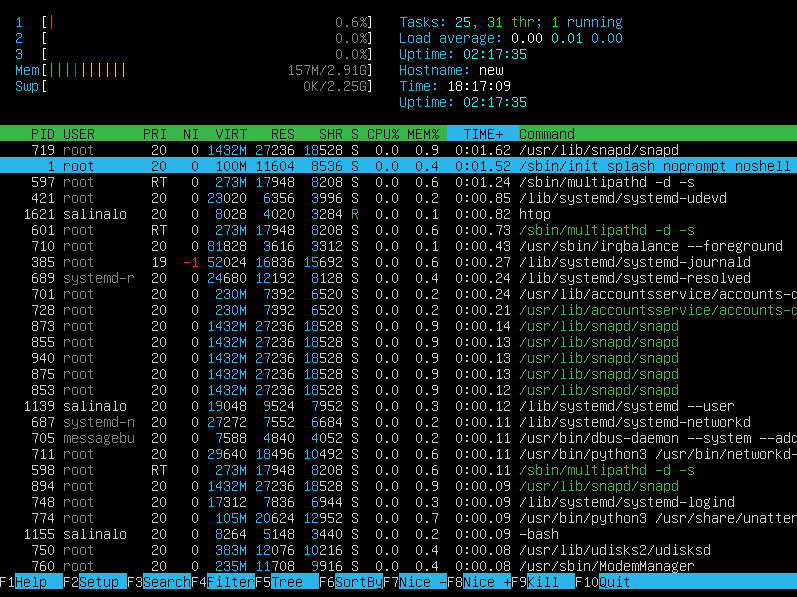 1 [| 0.6%] Tasks: 25, 31 thr; 1 running
2 [ 0.0%] Load average: 0.00 0.01 0.00
3 [ 0.0%] Uptime: 02:17:35
Mem[|||||||||| 157M/2.91G] Hostname: new
Swp[ 0K/2.25G] Time: 18:17:09
Uptime: 02:17:35
PID USER PRI NI VIRT RES SHR S CPU% MEM% TIME+ Command
719 root 20 0 1432M 27236 18528 S 0.0 0.9 0:01.62 /usr/lib/snapd/snapd
1 root 20 0 100M 11604 8536 S 0.0 0.4 0:01.52 /sbin/init splash noprompt noshell
597 root RT 0 273M 17948 8208 S 0.0 0.6 0:01.24 /sbin/multipathd -d -s
421 root 20 0 23020 6356 3996 S 0.0 0.2 0:00.85 /lib/systemd/systemd-udevd
1621 salinalo 20 0 8028 4020 3284 R 0.0 0.1 0:00.82 htop
601 root RT 0 273M 17948 8208 S 0.0 0.6 0:00.73 /sbin/multipathd -d -s
710 root 20 0 81828 3616 3312 S 0.0 0.1 0:00.43 /usr/sbin/irqbalance --foreground
385 root 19 -1 52024 16836 15692 S 0.0 0.6 0:00.27 /lib/systemd/systemd-journald
689 systemd-r 20 0 24680 12192 8128 S 0.0 0.4 0:00.24 /lib/systemd/systemd-resolved
701 root 20 0 230M 7392 6520 S 0.0 0.2 0:00.24 /usr/lib/accountsservice/accounts-d
728 root 20 0 230M 7392 6520 S 0.0 0.2 0:00.21 /usr/lib/accountsservice/accounts-d
873 root 20 0 1432M 27236 18528 S 0.0 0.9 0:00.14 /usr/lib/snapd/snapd
855 root 20 0 1432M 27236 18528 S 0.0 0.9 0:00.13 /usr/lib/snapd/snapd
940 root 20 0 1432M 27236 18528 S 0.0 0.9 0:00.13 /usr/lib/snapd/snapd
875 root 20 0 1432M 27236 18528 S 0.0 0.9 0:00.13 /usr/lib/snapd/snapd
853 root 20 0 1432M 27236 18528 S 0.0 0.9 0:00.12 /usr/lib/snapd/snapd
1139 salinalo 20 0 19048 9524 7952 S 0.0 0.3 0:00.12 /lib/systemd/systemd --user
687 systemd-n 20 0 27272 7552 6684 S 0.0 0.2 0:00.11 /lib/systemd/systemd-networkd
705 messagebu 20 0 7588 4840 4052 S 0.0 0.2 0:00.11 /usr/bin/dbus-daemon --system --add
711 root 20 0 29640 18496 10492 S 0.0 0.6 0:00.11 /usr/bin/python3 /usr/bin/networkd-
598 root RT 0 273M 17948 8208 S 0.0 0.6 0:00.11 /sbin/multipathd -d -s
894 root 20 0 1432M 27236 18528 S 0.0 0.9 0:00.09 /usr/lib/snapd/snapd
748 root 20 0 17312 7836 6944 S 0.0 0.3 0:00.09 /lib/systemd/systemd-logind
774 root 20 0 105M 20624 12952 S 0.0 0.7 0:00.09 /usr/bin/python3 /usr/share/unatten
1155 salinalo 20 0 8264 5148 3440 S 0.0 0.2 0:00.09 -bash
750 root 20 0 383M 12076 10216 S 0.0 0.4 0:00.08 /usr/lib/udisks2/udisksd
760 root 20 0 235M 11708 9916 S 0.0 0.4 0:00.08 /usr/sbin/ModemManager
F1Help F2Setup F3SearchF4FilterF5Tree F6SortByF7Nice -F8Nice +F9Kill F10Quit